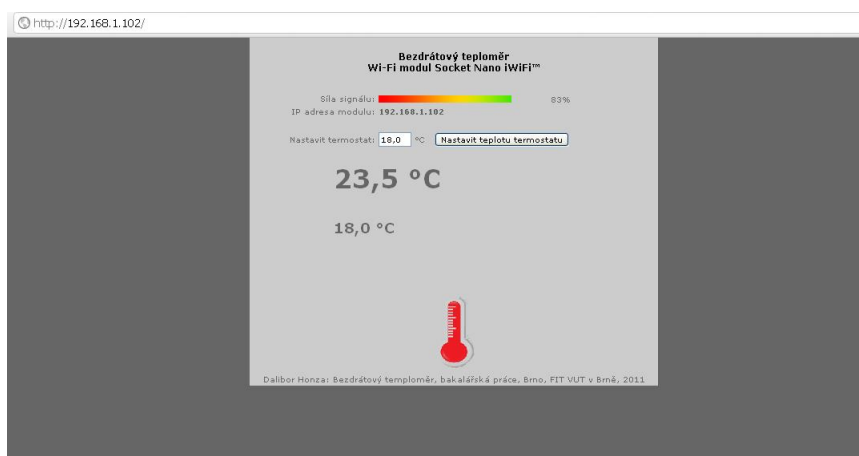 http://192.168.1.102/
Bezdrátový teploměr
Wi-Fi modul Socket Nano iWiFi™
Síla signálu: 83%
IP adresa modulu: 192.168.1.102
Nastavit termostat: 18,0 °C Nastavit teplotu termostatu
23,5 °C
18,0 °C
Dalibor Honza: Bezdrátový temploměr, bakalářská práce, Brno, FIT VUT v Brně, 2011